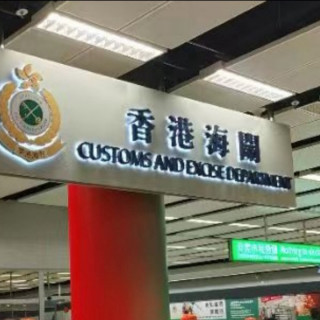 香港海關
CUSTOMS AND EXCISE DEPARTMENT